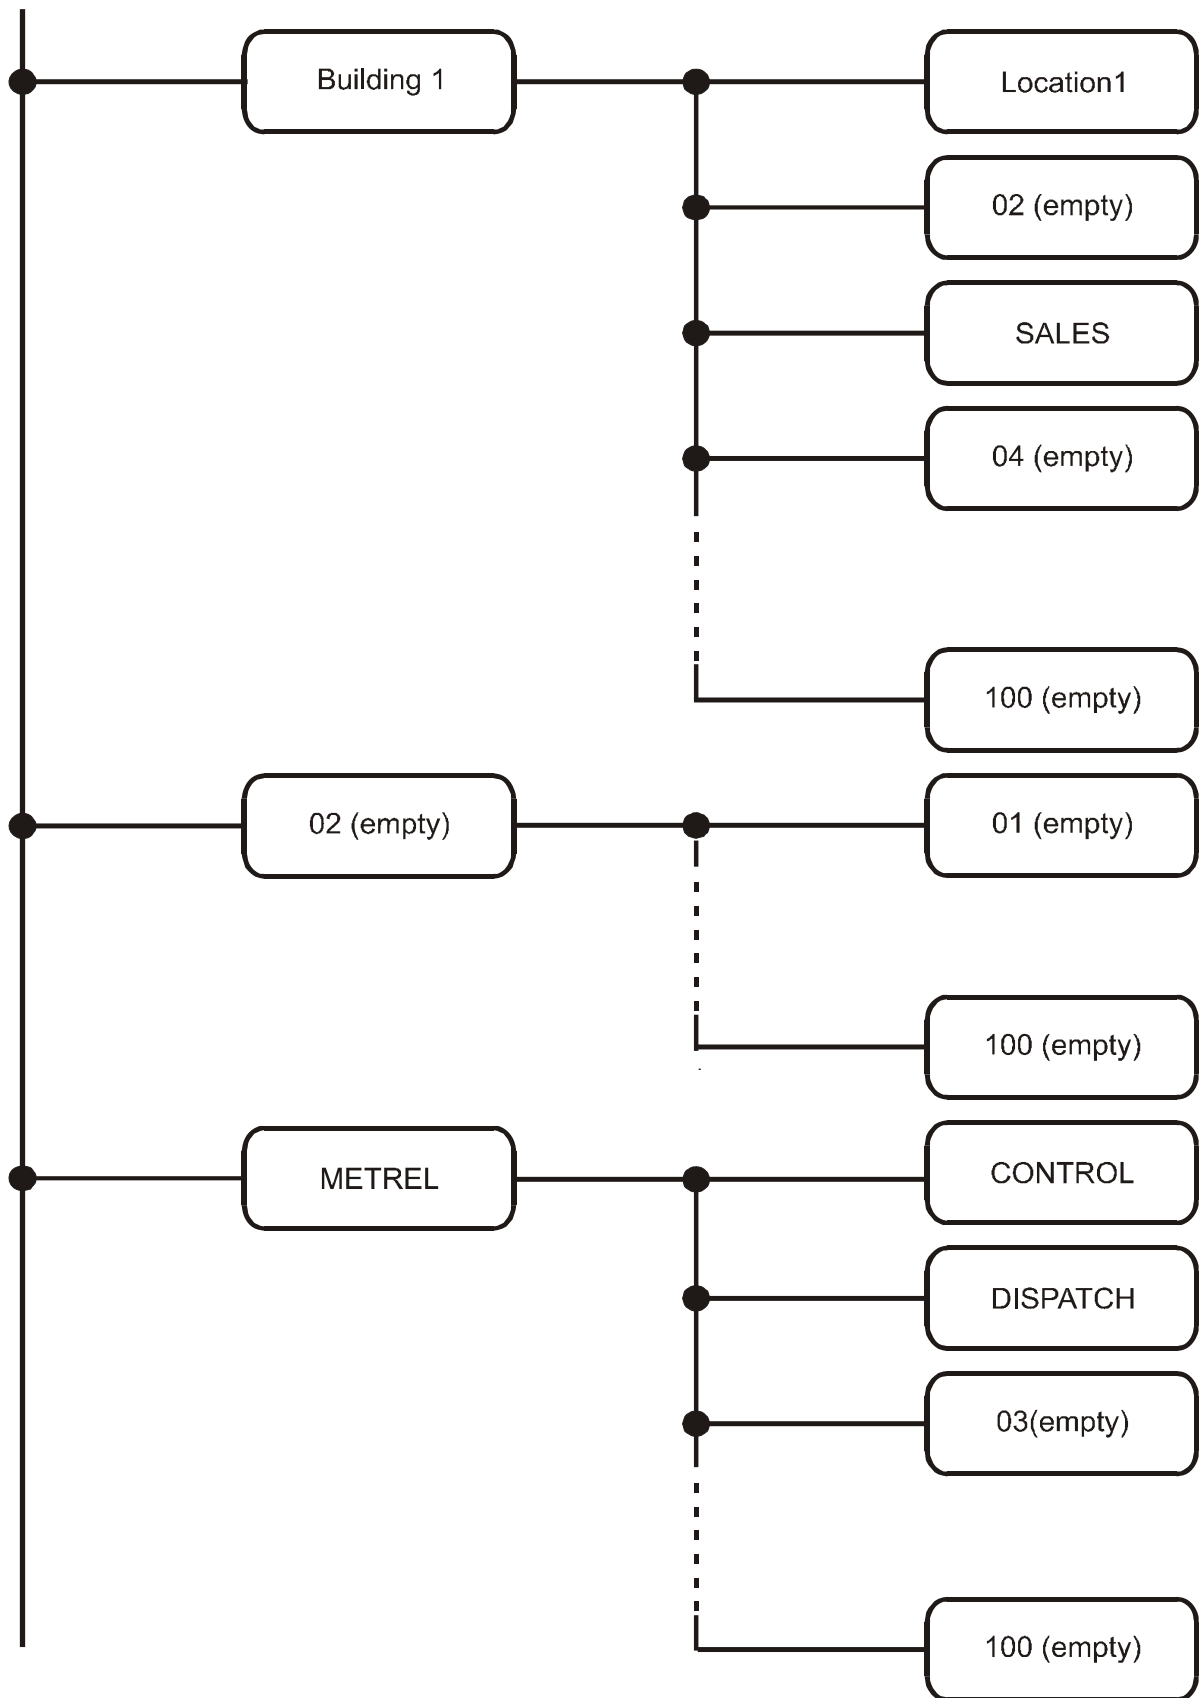 Building 1
Location1
02 (empty)
SALES
04 (empty)
100 (empty)
02 (empty)
01 (empty)
100 (empty)
METREL
CONTROL
DISPATCH
03(empty)
100 (empty)